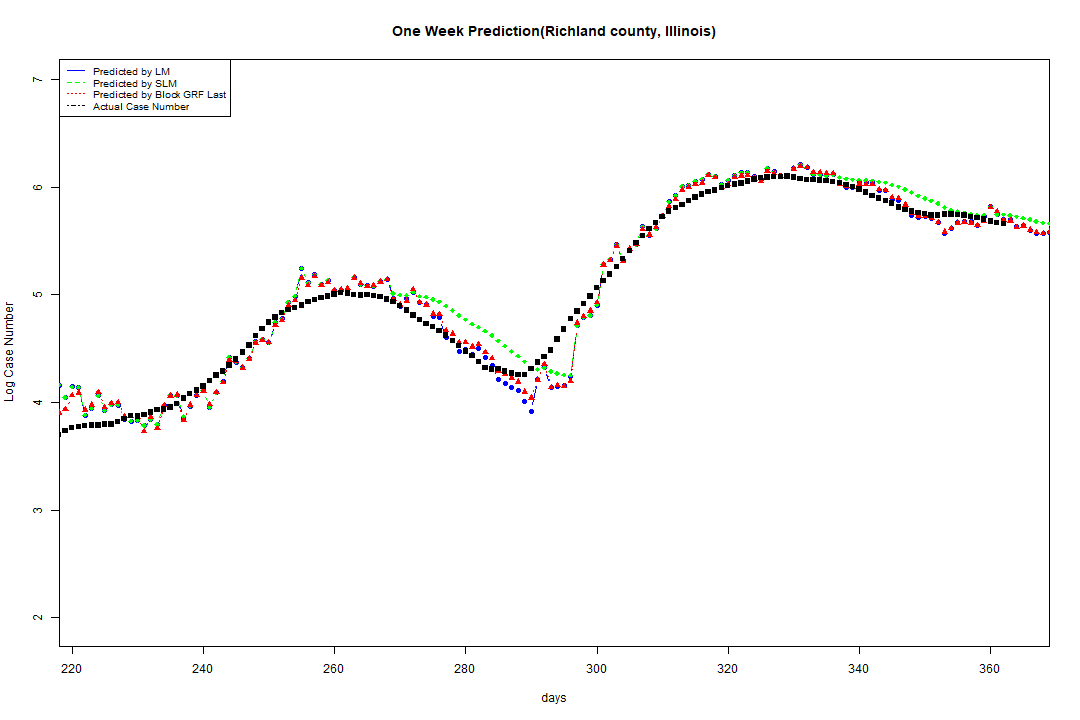 One Week Prediction(Richland county, Illinois)
Predicted by LM
Predicted by SLM
Predicted by Block GRF Last
Actual Case Number
7
6
5
4
3
2
Log Case Number
220 240 260 280 300 320 340 360
days